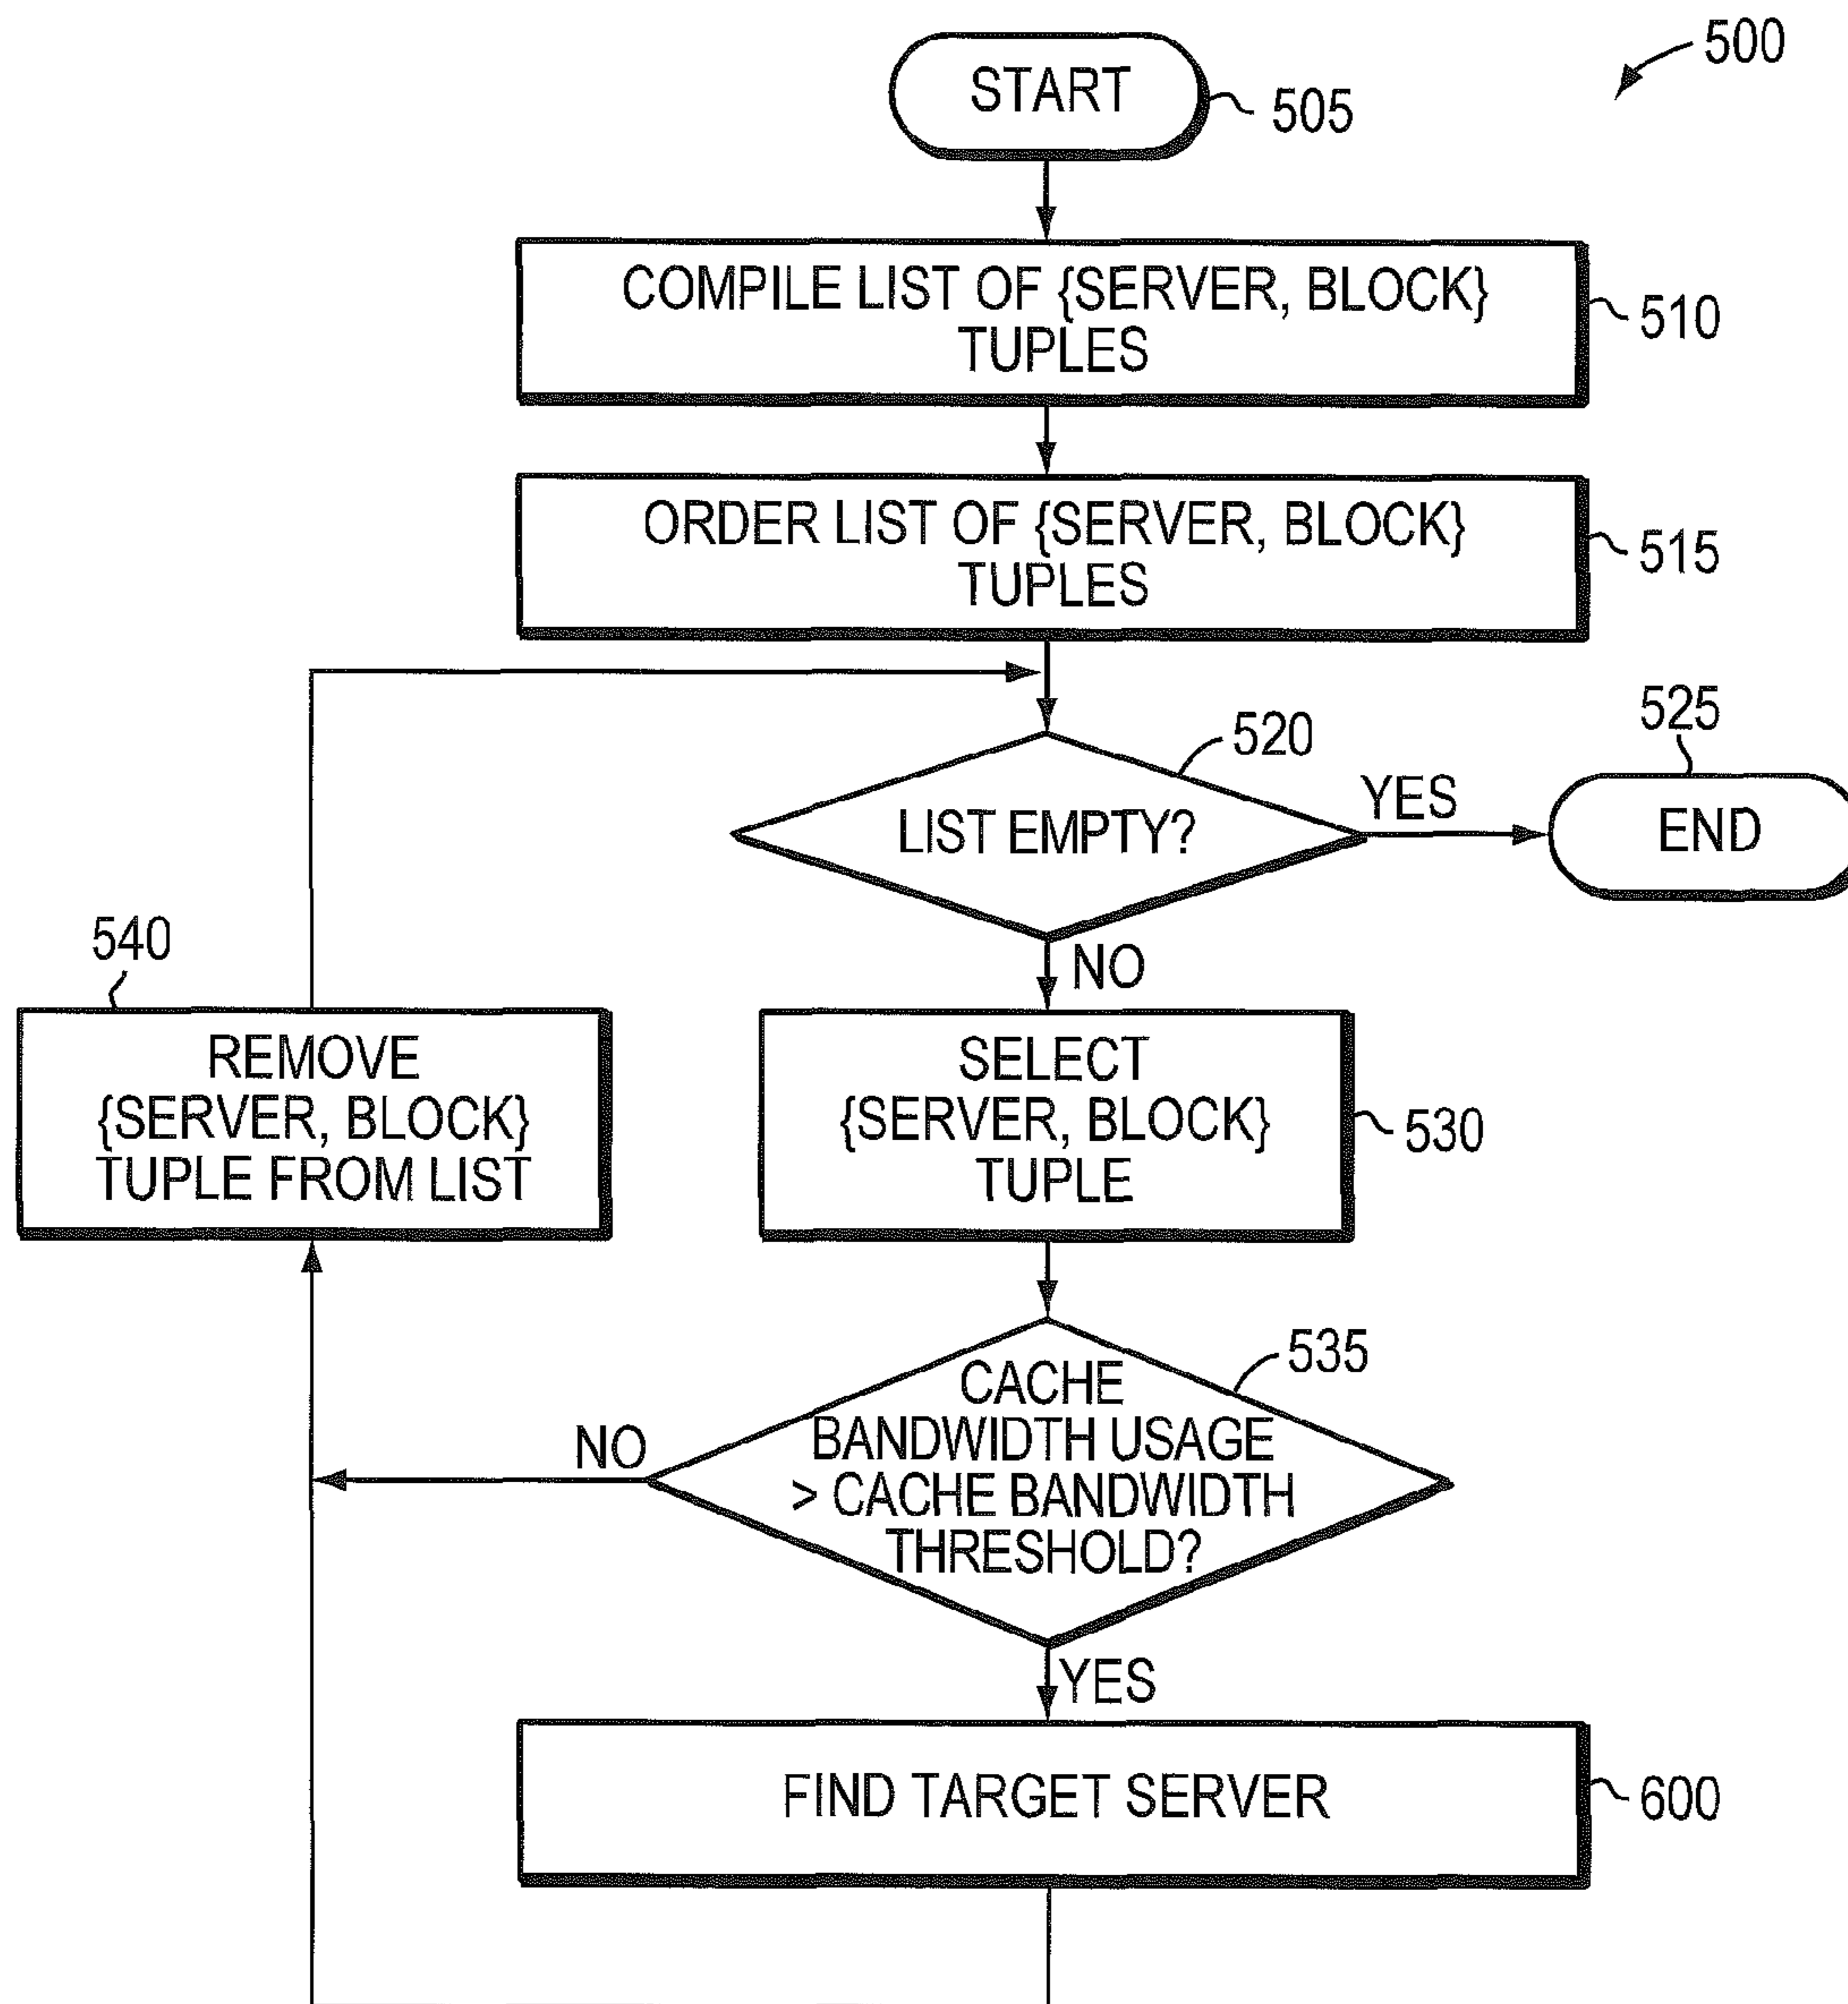 500
START
505
COMPILE LIST OF {SERVER, BLOCK}
TUPLES
510
ORDER LIST OF {SERVER, BLOCK}
TUPLES
515
520
LIST EMPTY?
YES
525
END
NO
540
REMOVE
{SERVER, BLOCK}
TUPLE FROM LIST
SELECT
{SERVER, BLOCK}
TUPLE
530
535
CACHE
BANDWIDTH USAGE
> CACHE BANDWIDTH
THRESHOLD?
NO
YES
FIND TARGET SERVER
600